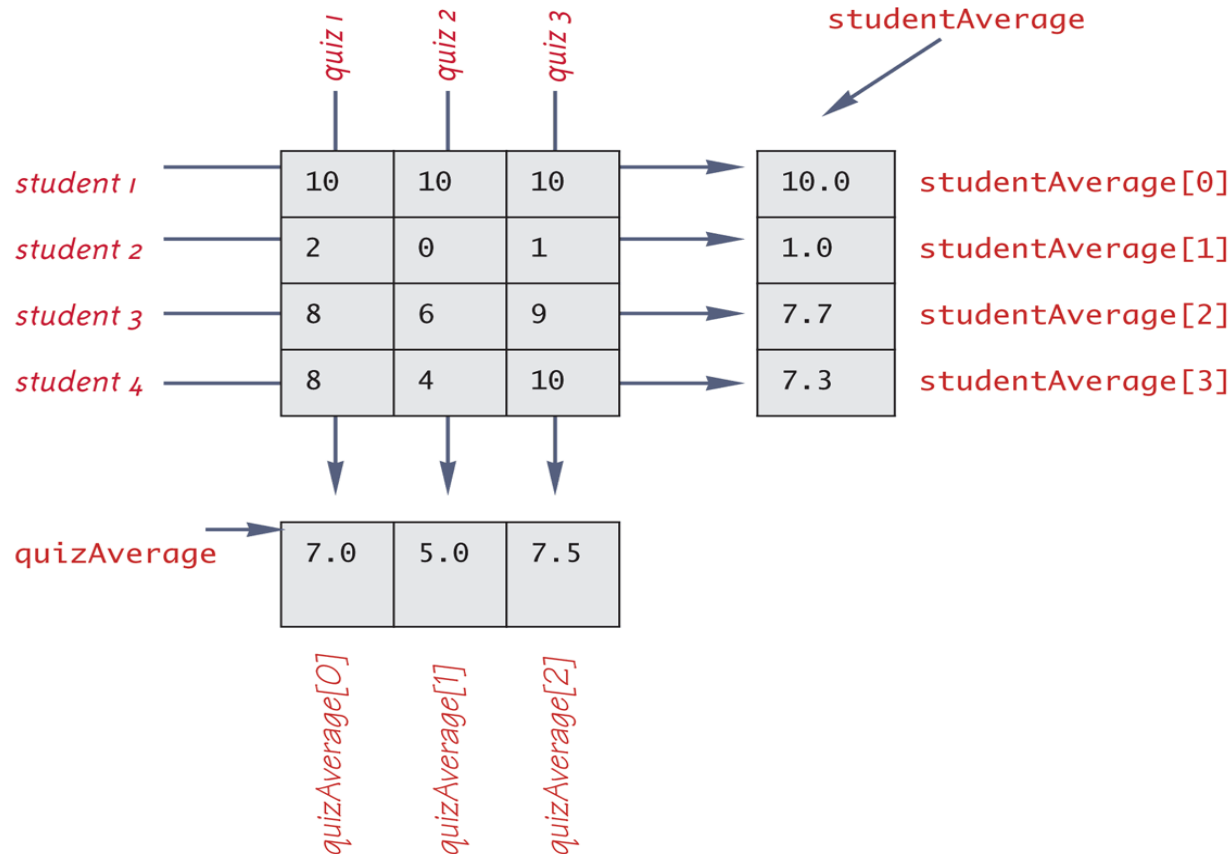 quiz 1
quiz 2
quiz 3
studentAverage
student 1
10
10
10
10.0
studentAverage[0]
student 2
2
0
1
1.0
studentAverage[1]
student 3
8
6
9
7.7
studentAverage[2]
student 4
8
4
10
7.3
studentAverage[3]
quizAverage
7.0
5.0
7.5
quizAverage[0]
quizAverage[1]
quizAverage[2]